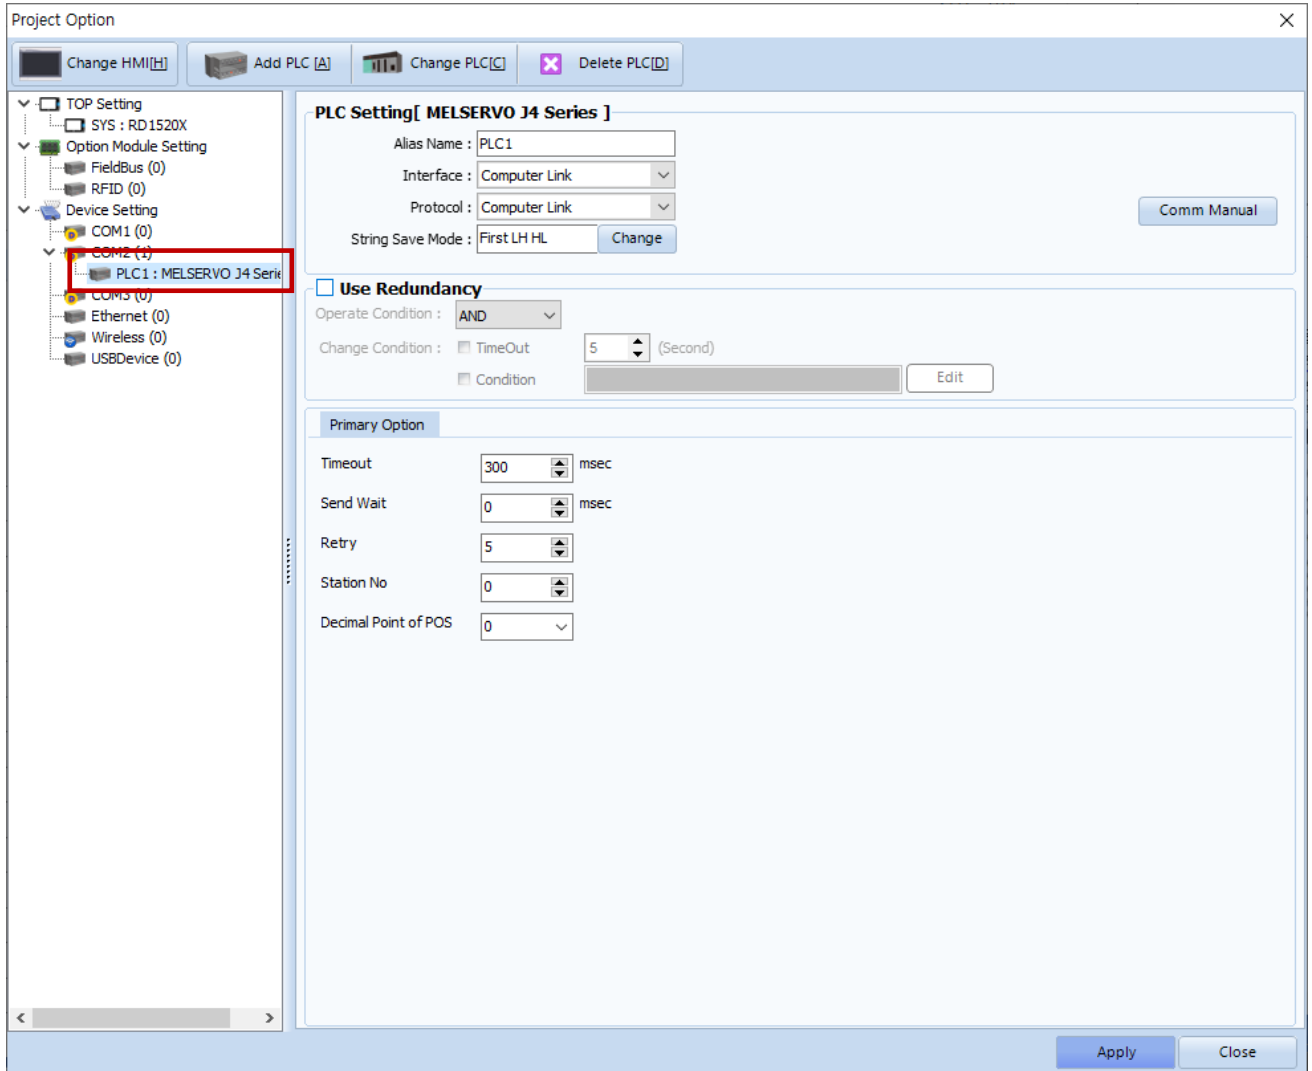 Project Option
Change HMI[H]
Add PLC [A]
Change PLC[C]
Delete PLC[D]
TOP Setting
SYS : RD1520X
Option Module Setting
FieldBus (0)
RFID (0)
Device Setting
COM1 (0)
COM2 (1)
PLC1 : MELSERVO J4 Serie
COM3 (0)
Ethernet (0)
Wireless (0)
USBDevice (0)
PLC Setting[ MELSERVO J4 Series ]
Alias Name : PLC1
Interface : Computer Link
Protocol : Computer Link
Comm Manual
String Save Mode : First LH HL Change
Use Redundancy
Operate Condition : AND
Change Condition : TimeOut 5 (Second)
Condition Edit
Primary Option
Timeout 300 msec
Send Wait 0 msec
Retry 5
Station No 0
Decimal Point of POS 0
Apply Close